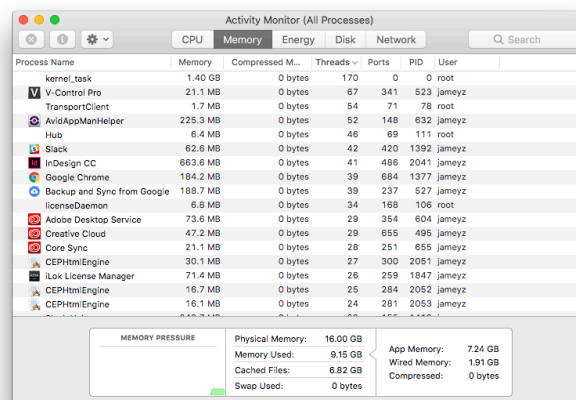 Activity Monitor (All Processes)
CPU Memory Energy Disk Network Search
Process Name Memory Compressed M... Threads Ports PID User
kernel_task 1.40 GB 0 bytes 170 0 0 root
V-Control Pro 21.1 MB 0 bytes 67 341 523 jameyz
TransportClient 1.7 MB 0 bytes 54 71 78 root
AvidAppManHelper 225.3 MB 0 bytes 52 148 632 jameyz
Hub 6.4 MB 0 bytes 46 69 111 root
Slack 62.6 MB 0 bytes 42 420 1392 jameyz
InDesign CC 663.6 MB 0 bytes 41 486 2041 jameyz
Google Chrome 184.2 MB 0 bytes 39 684 1377 jameyz
Backup and Sync from Google 188.7 MB 0 bytes 39 237 527 jameyz
licenseDaemon 6.8 MB 0 bytes 34 168 106 root
Adobe Desktop Service 73.6 MB 0 bytes 29 354 604 jameyz
Creative Cloud 47.2 MB 0 bytes 29 655 495 jameyz
Core Sync 21.1 MB 0 bytes 28 251 655 jameyz
CEPHtmlEngine 30.1 MB 0 bytes 27 300 2051 jameyz
iLok License Manager 71.4 MB 0 bytes 26 259 1847 jameyz
CEPHtmlEngine 16.7 MB 0 bytes 25 284 2052 jameyz
CEPHtmlEngine 16.1 MB 0 bytes 24 281 2053 jameyz
MEMORY PRESSURE
Physical Memory: 16.00 GB
Memory Used: 9.15 GB
Cached Files: 6.82 GB
Swap Used: 0 bytes
App Memory: 7.24 GB
Wired Memory: 1.91 GB
Compressed: 0 bytes